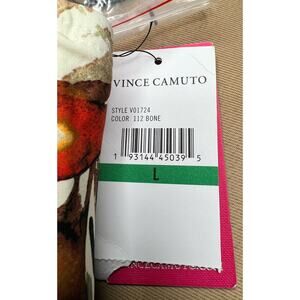 VINCE CAMUTO
STYLE V01724
COLOR 112 BONE
1 93144 45039 5
L